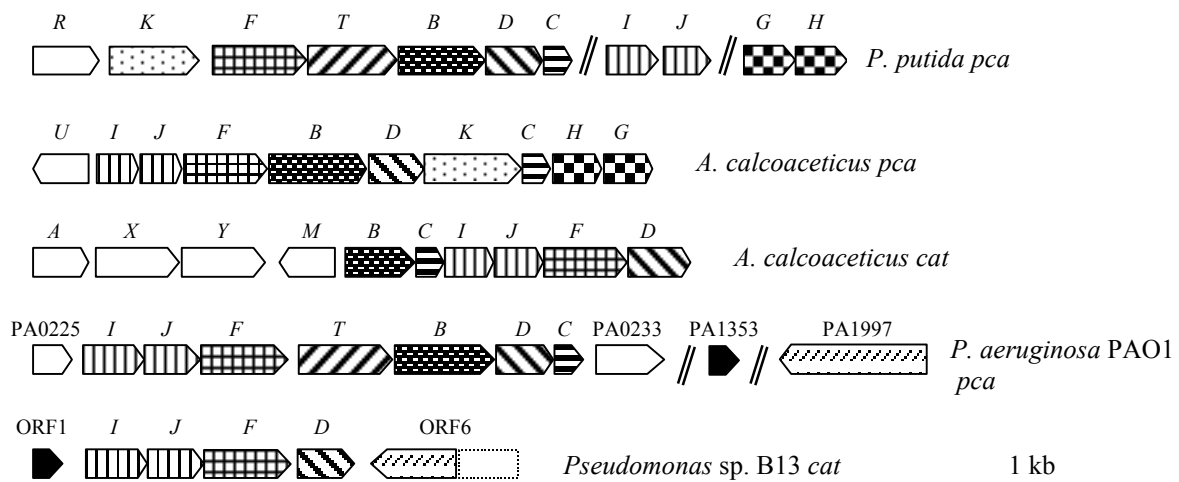 R K F T B D C I J G H
P. putida pca
U I J F B D K C H G
A. calcoaceticus pca
A X Y M B C I J F D
A. calcoaceticus cat
PA0225 I J F T B D C PA0233 PA1353 PA1997
P. aeruginosa PAO1
pca
ORF1 I J F D ORF6
Pseudomonas sp. B13 cat 1 kb